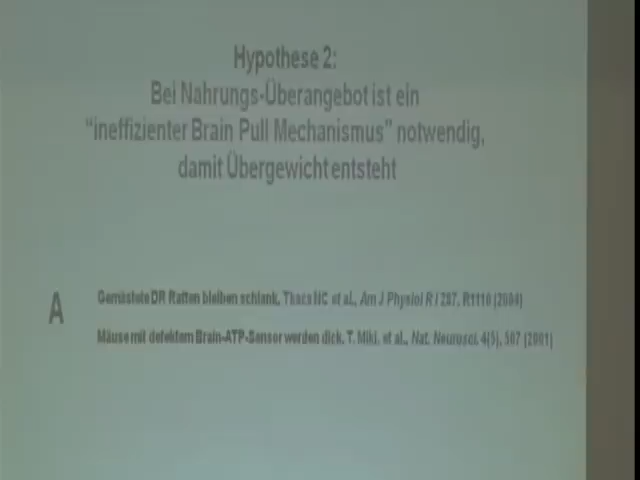 Hypothese 2:
Bei Nahrungs-Überangebot ist ein
"ineffizienter Brain Pull Mechanismus" notwendig,
damit Übergewicht entsteht
A
Gemästete DR Ratten bleiben schlank, Thaca NC et al., Am J Physiol R I 287, R1116 (2004)
Mäuse mit defektem Brain-ATP-Sensor werden dick, T. Miki, et al., Nat. Neurosci. 4(5), 507 (2001)